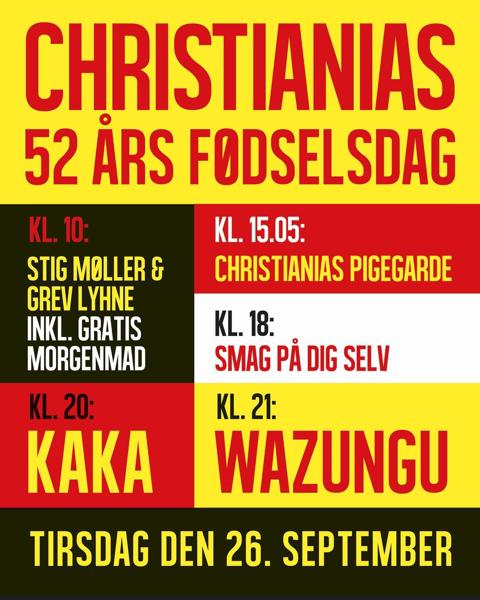 CHRISTIANIAS
52 ÅRS FØDSELSDAG
KL. 10:
STIG MØLLER &
GREV LYHNE
INKL. GRATIS
MORGENMAD
KL. 15.05:
CHRISTIANIAS PIGEGARDE
KL. 18:
SMAG PÅ DIG SELV
KL. 20:
KAKA
KL. 21:
WAZUNGU
TIRSDAG DEN 26. SEPTEMBER